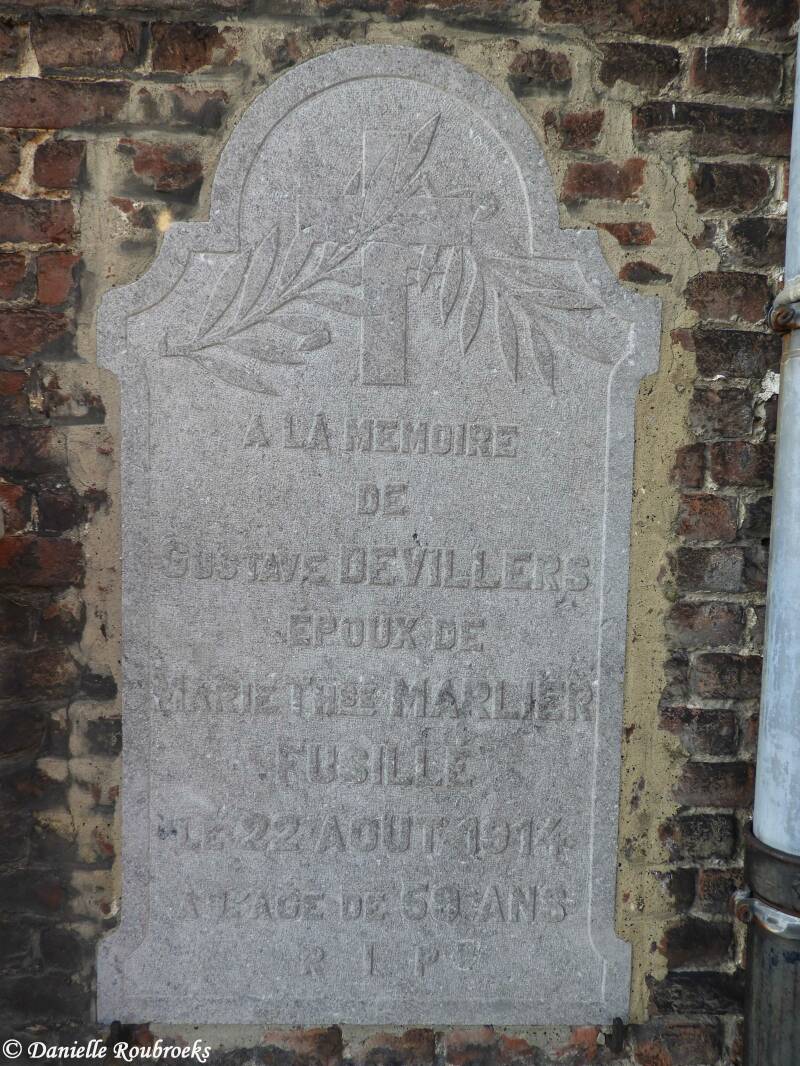 A LA MEMOIRE
DE
GUSTAVE DEVILLERS
ÉPOUX DE
MARIE THSE MARLIER
FUSILLÉ
LE 22 AOUT 1914
A L'AGE DE 59 ANS
R I P
© Danielle Roubroeks